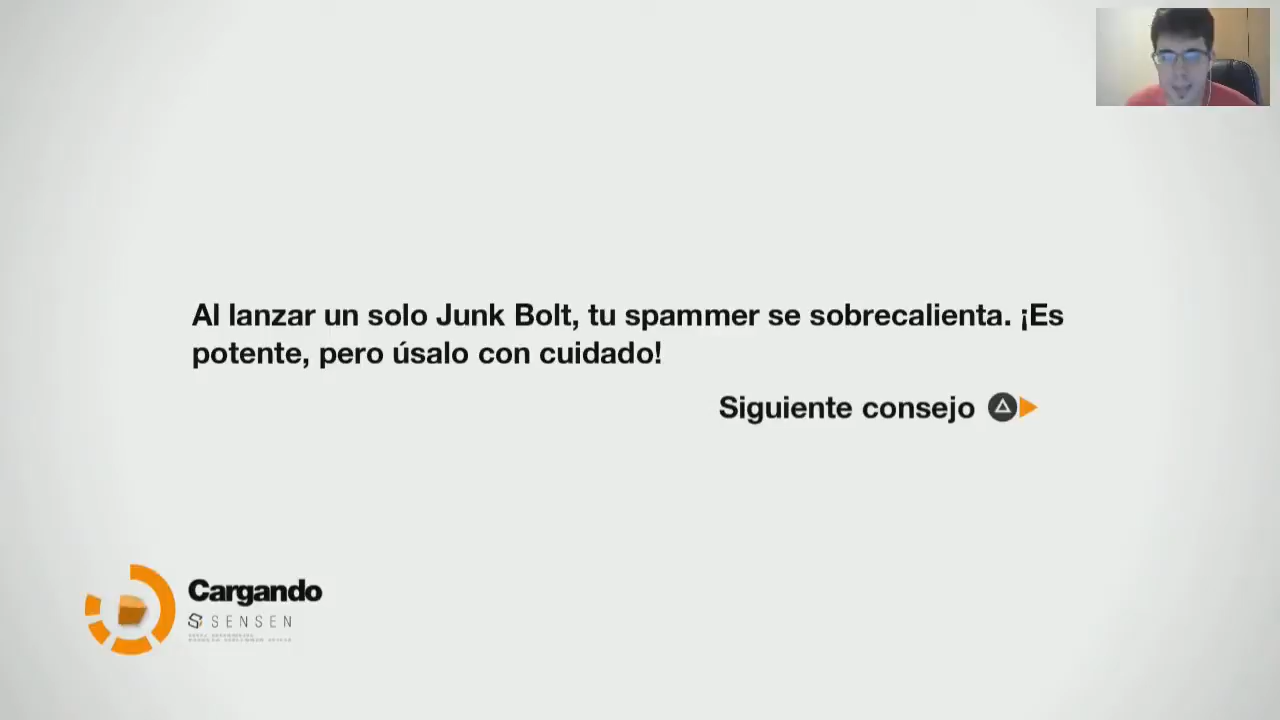 Al lanzar un solo Junk Bolt, tu spammer se sobrecalienta. ¡Es
potente, pero úsalo con cuidado!
Siguiente consejo
Cargando
SENSEN